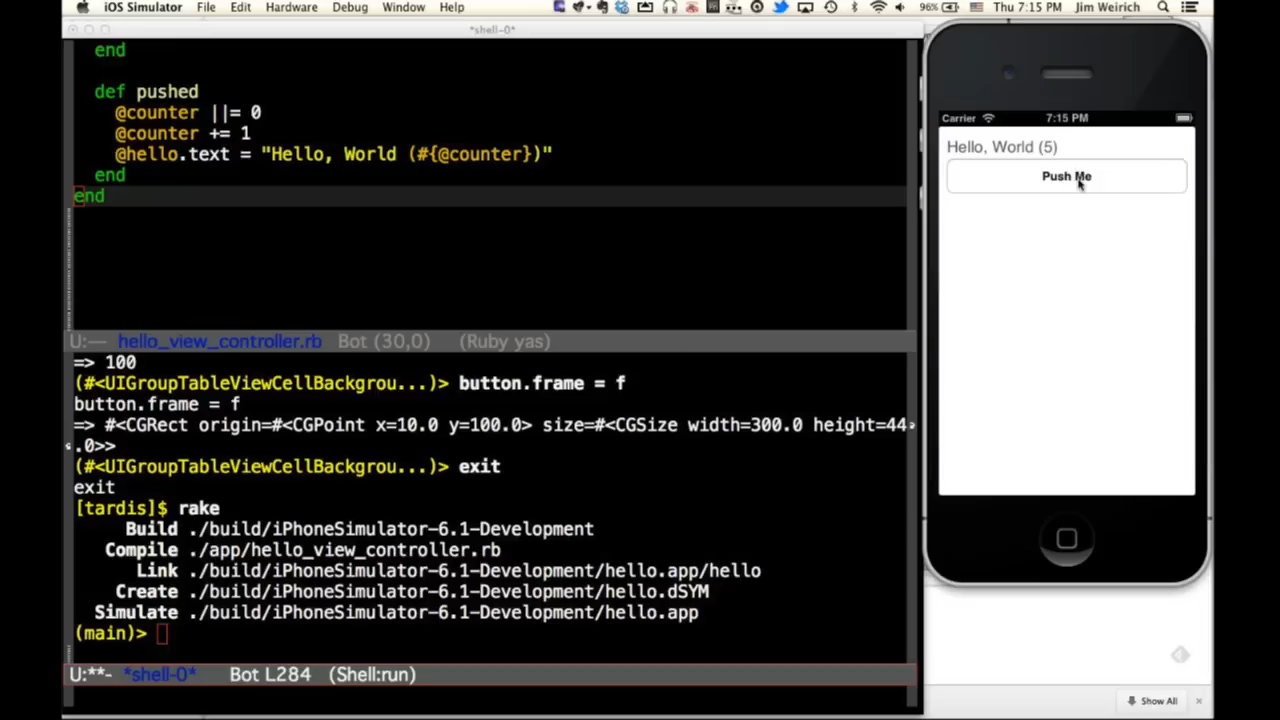 iOS Simulator File Edit Hardware Debug Window Help 96% Thu 7:15 PM Jim Weirich
*shell-0*
end
def pushed
@counter ||= 0
@counter += 1
@hello.text = "Hello, World (#{@counter})"
end
end
U:--- hello_view_controller.rb Bot (30,0) (Ruby yas)
=> 100
(#<UIGroupTableViewCellBackgrou...)> button.frame = f
button.frame = f
=> #<CGRect origin=#<CGPoint x=10.0 y=100.0> size=#<CGSize width=300.0 height=44
.0>>
(#<UIGroupTableViewCellBackgrou...)> exit
exit
[tardis]$ rake
Build ./build/iPhoneSimulator-6.1-Development
Compile ./app/hello_view_controller.rb
Link ./build/iPhoneSimulator-6.1-Development/hello.app/hello
Create ./build/iPhoneSimulator-6.1-Development/hello.dSYM
Simulate ./build/iPhoneSimulator-6.1-Development/hello.app
(main)>
U:**- *shell-0* Bot L284 (Shell:run)
Carrier 7:15 PM
Hello, World (5)
Push Me
Show All